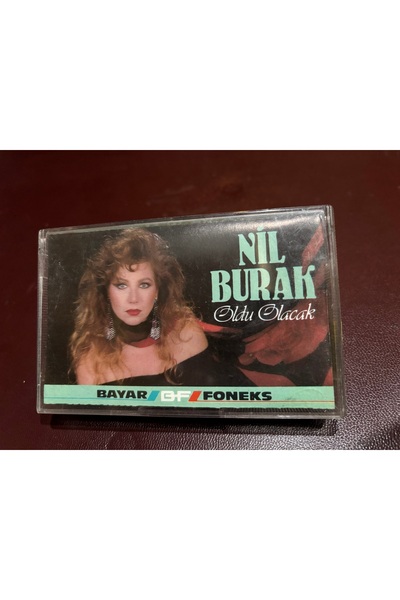 NİL
BURAK
Oldu Olacak
BAYAR BF FONEKS